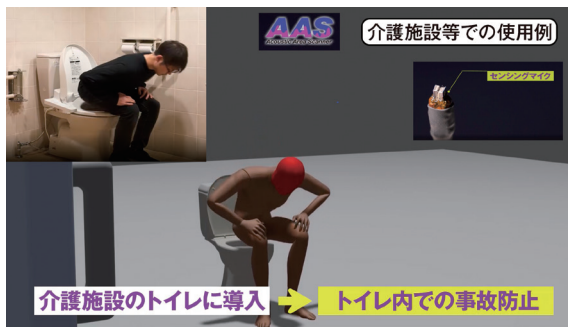 AAS
Acoustic Area Scanner
介護施設等での使用例
センシングマイク
介護施設のトイレに導入
トイレ内での事故防止